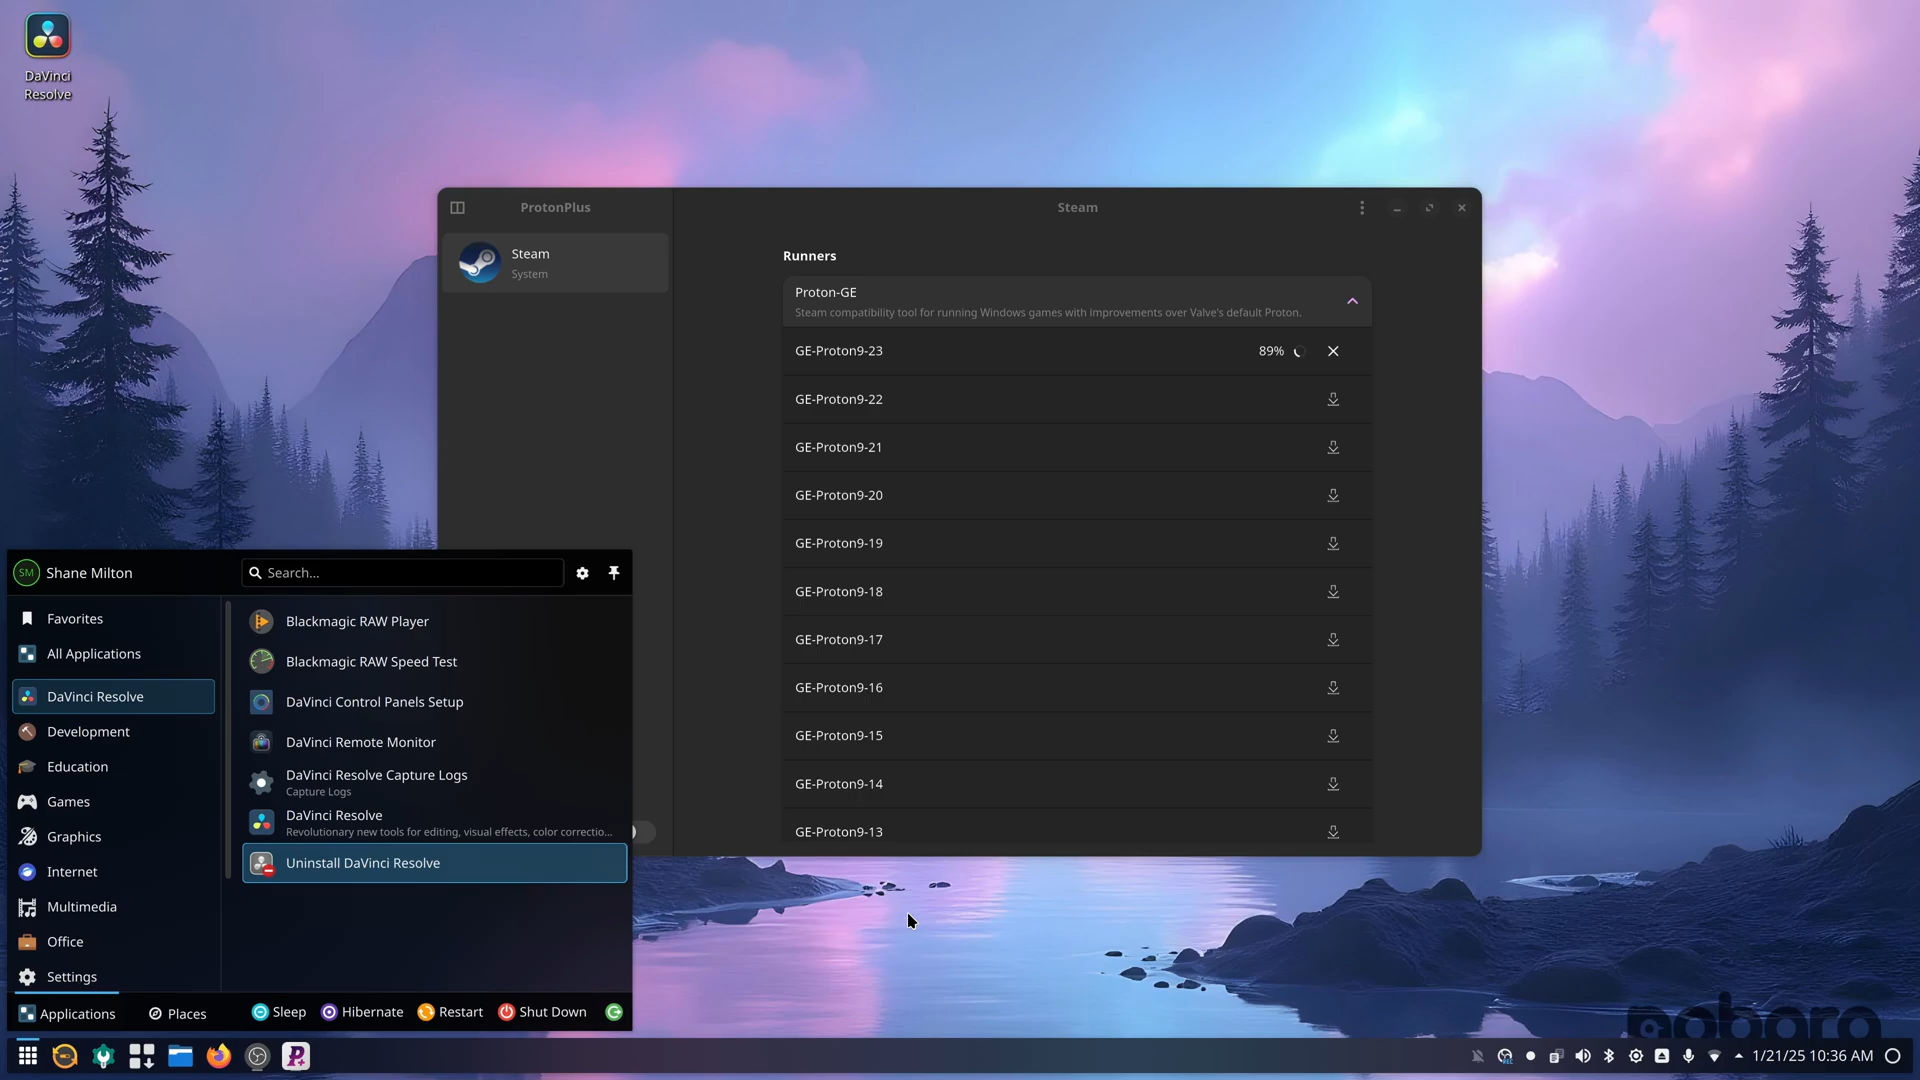 DaVinci
Resolve
ProtonPlus
Steam
Steam
System
Runners
Proton-GE
Steam compatibility tool for running Windows games with improvements over Valve's default Proton.
GE-Proton9-23
89%
GE-Proton9-22
GE-Proton9-21
GE-Proton9-20
GE-Proton9-19
GE-Proton9-18
GE-Proton9-17
GE-Proton9-16
GE-Proton9-15
GE-Proton9-14
GE-Proton9-13
SM
Shane Milton
Search...
Favorites
All Applications
DaVinci Resolve
Development
Education
Games
Graphics
Internet
Multimedia
Office
Settings
Blackmagic RAW Player
Blackmagic RAW Speed Test
DaVinci Control Panels Setup
DaVinci Remote Monitor
DaVinci Resolve Capture Logs
Capture Logs
DaVinci Resolve
Revolutionary new tools for editing, visual effects, color correctio...
Uninstall DaVinci Resolve
Applications
Places
Sleep
Hibernate
Restart
Shut Down
nobara
1/21/25 10:36 AM